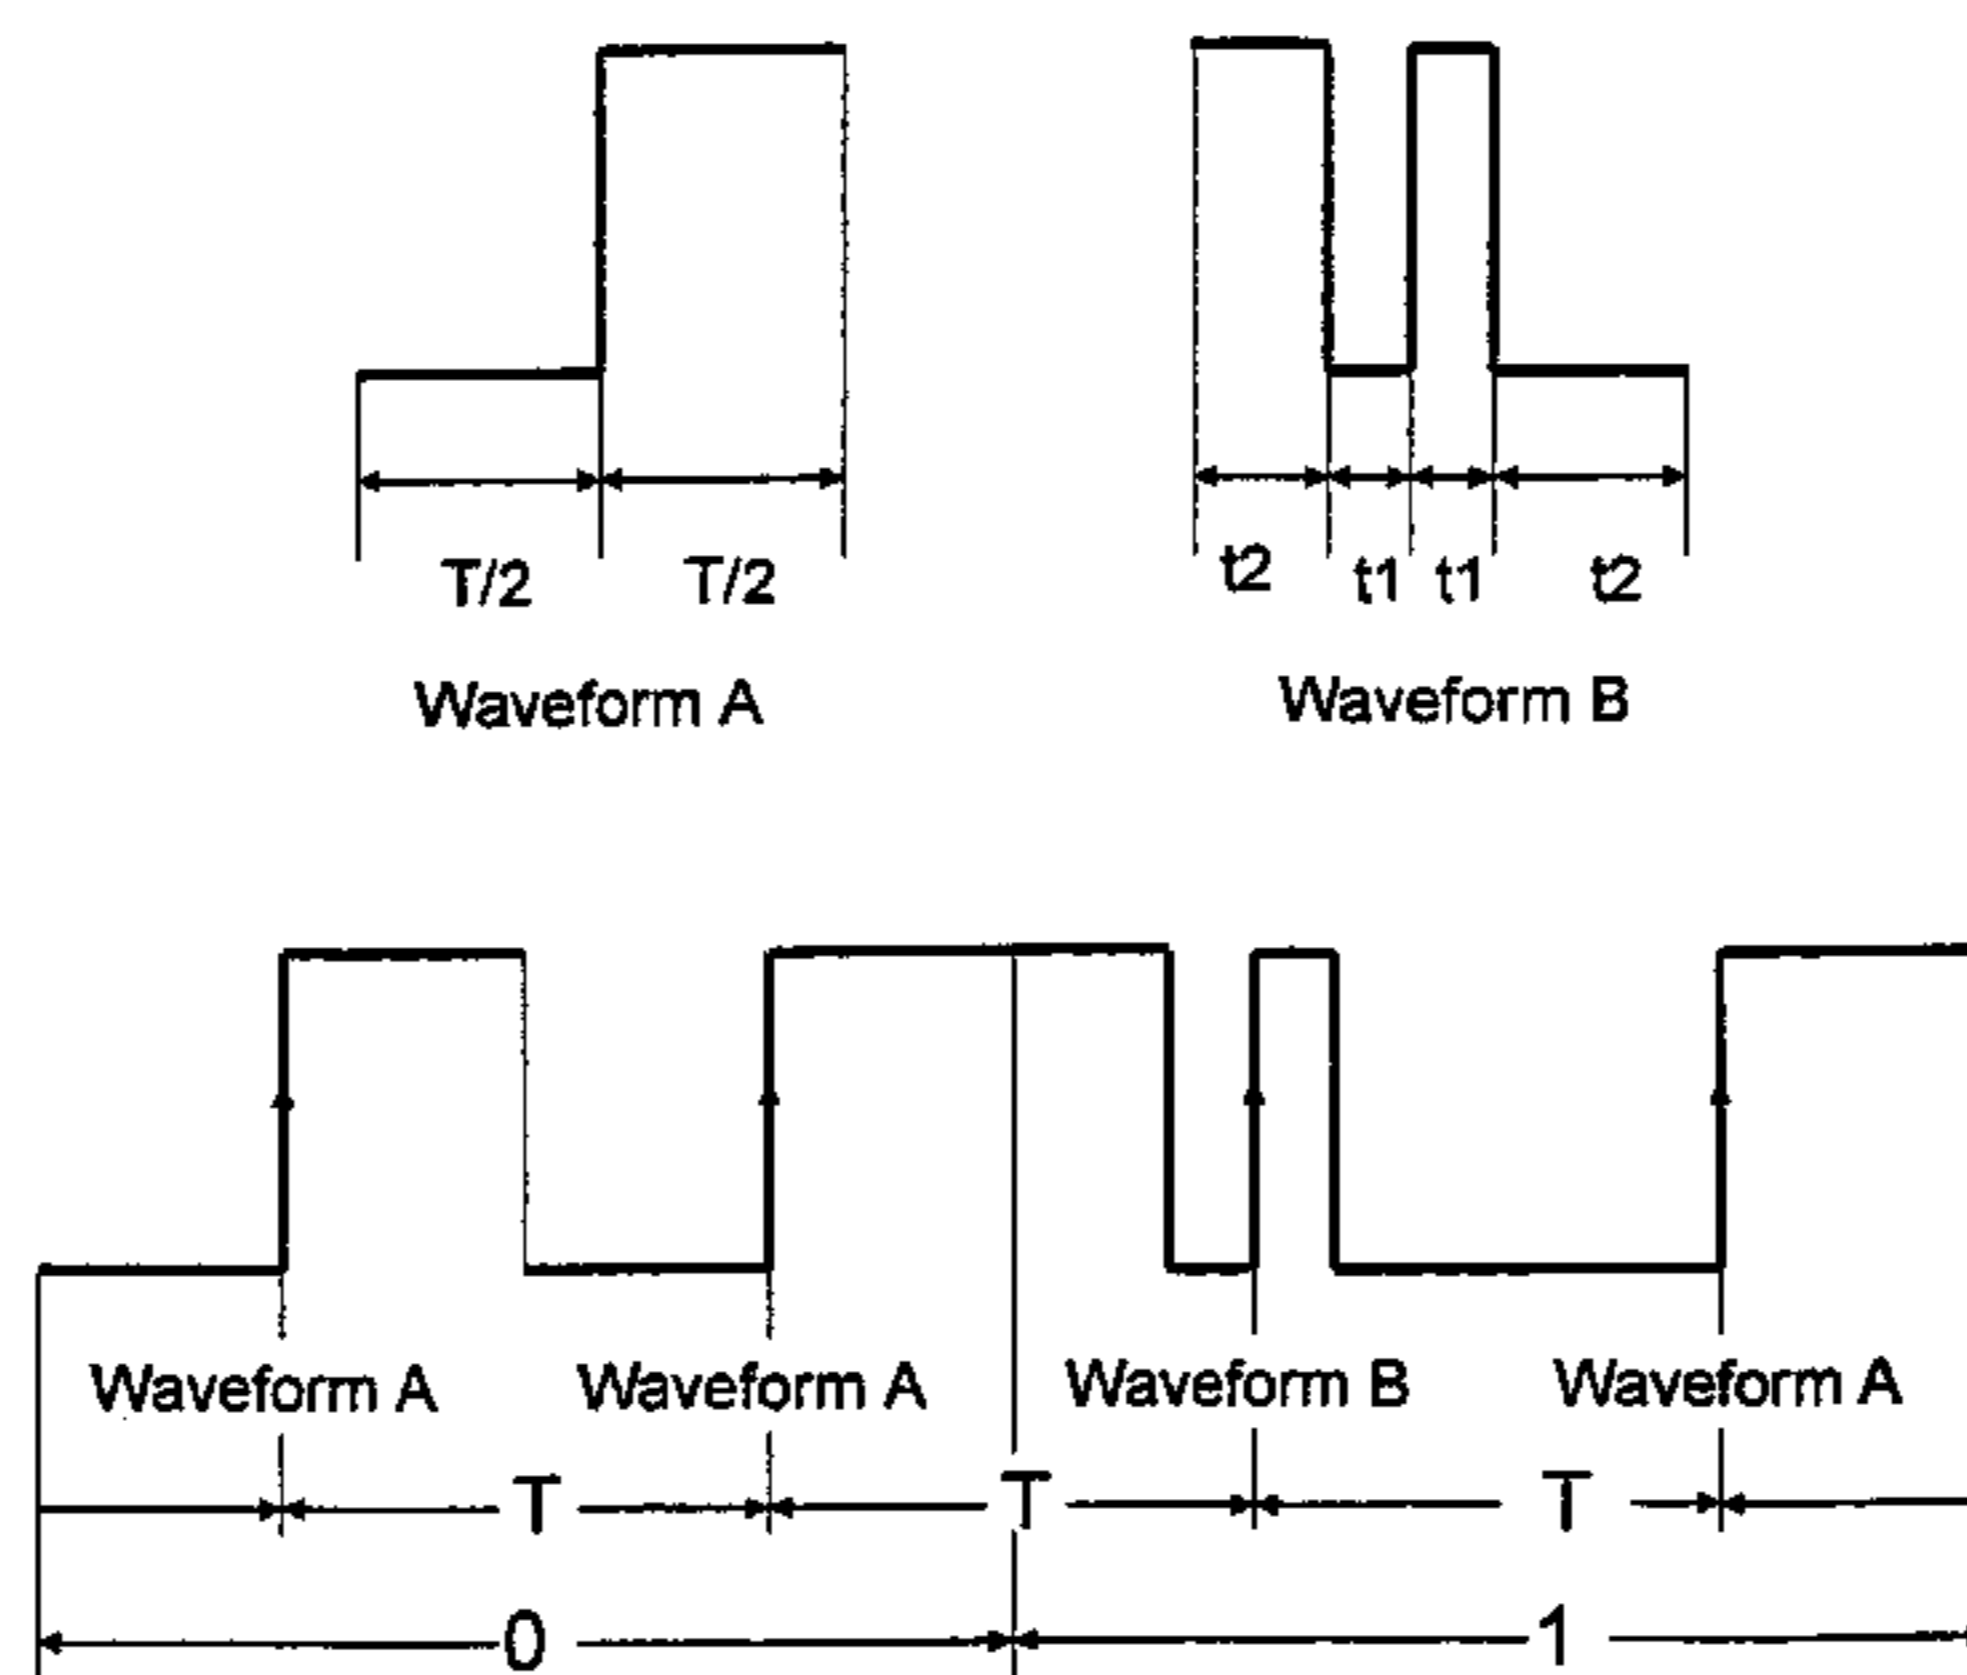 T/2 T/2 t2 t1 t1 t2
Waveform A Waveform B
Waveform A Waveform A Waveform B Waveform A
T T T
0 1